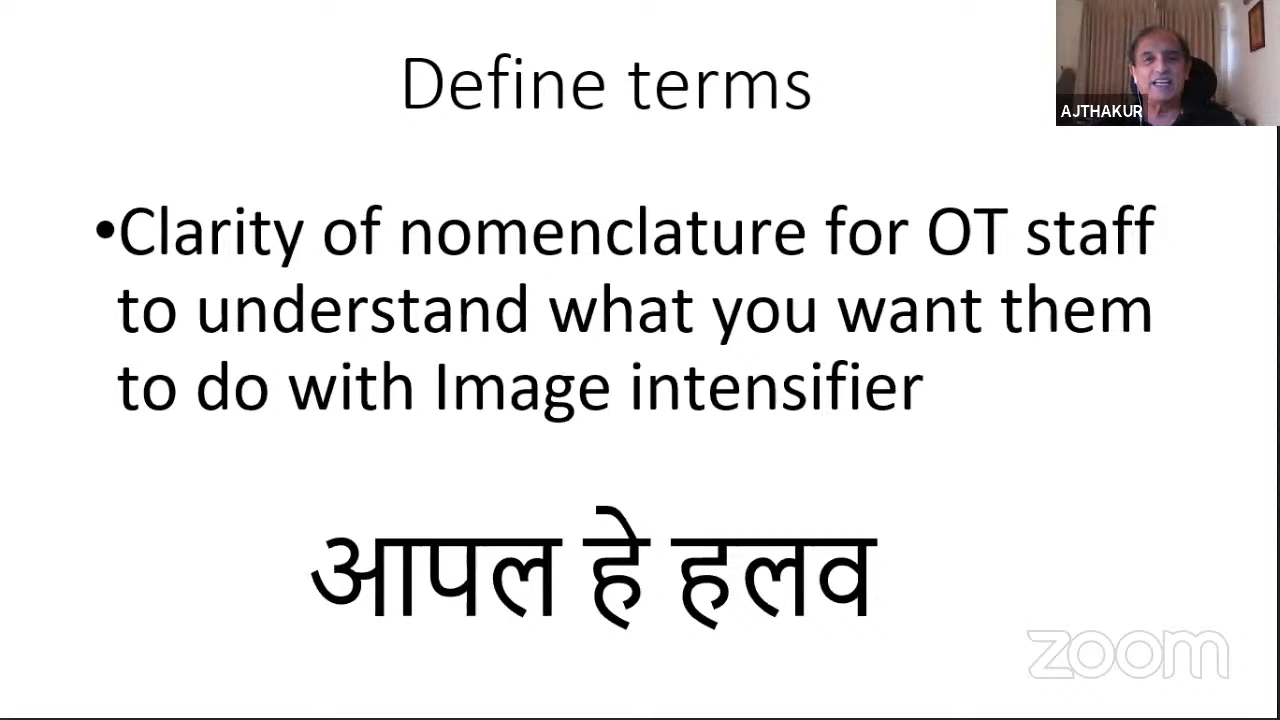 Define terms
AJTHAKUR
•Clarity of nomenclature for OT staff
to understand what you want them
to do with Image intensifier
आपल हे हलव
zoom